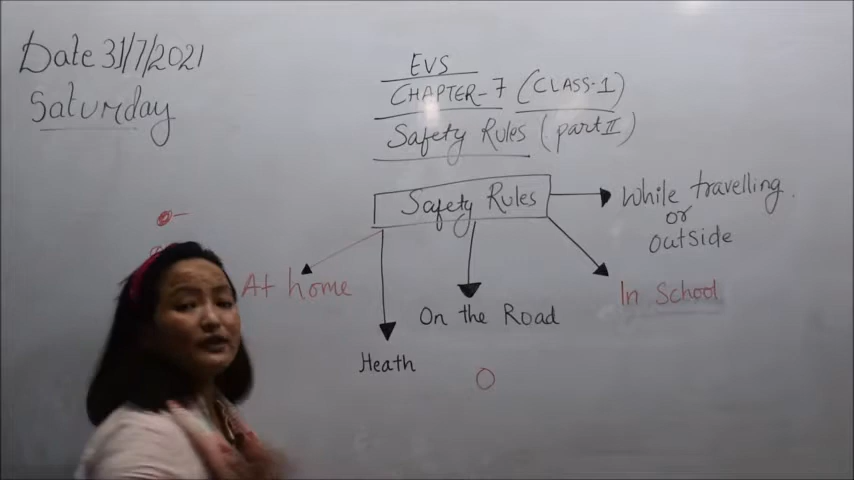 Date 31/7/2021
Saturday
EVS
CHAPTER-7 (CLASS-1)
Safety Rules (part II)
Safety Rules
While travelling
or
outside
At home
In School
On the Road
Heath